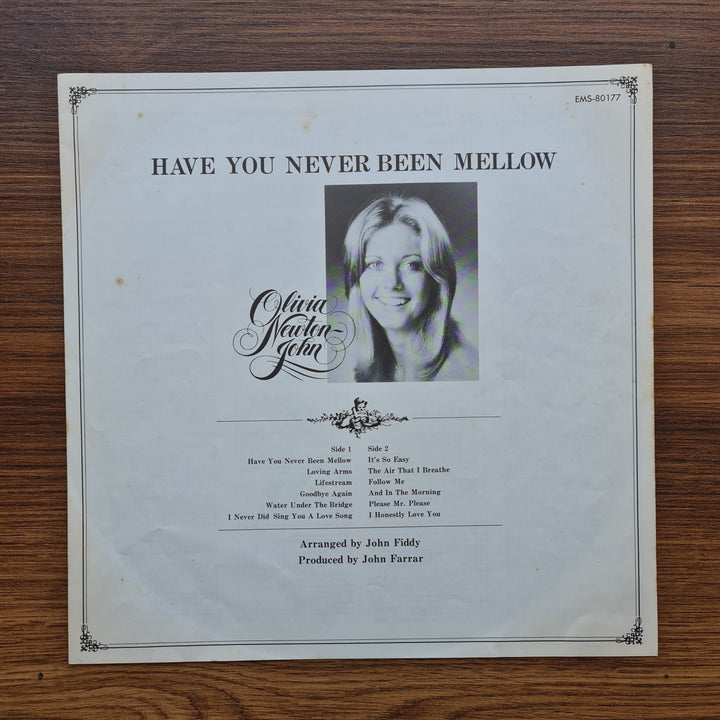 EMS-80177
HAVE YOU NEVER BEEN MELLOW
Olivia
Newton-
John
Side 1
Have You Never Been Mellow
Loving Arms
Lifestream
Goodbye Again
Water Under The Bridge
I Never Did Sing You A Love Song
Side 2
It's So Easy
The Air That I Breathe
Follow Me
And In The Morning
Please Mr. Please
I Honestly Love You
Arranged by John Fiddy
Produced by John Farrar